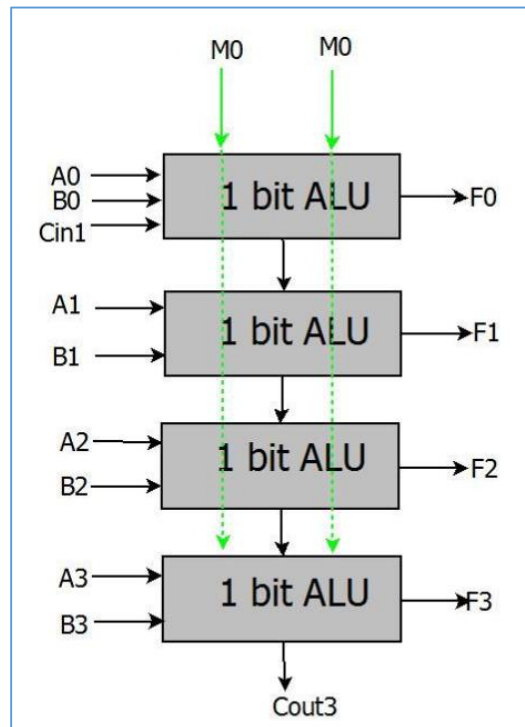 M0
M0
A0
B0
Cin1
1 bit ALU
F0
A1
B1
1 bit ALU
F1
A2
B2
1 bit ALU
F2
A3
B3
1 bit ALU
F3
Cout3